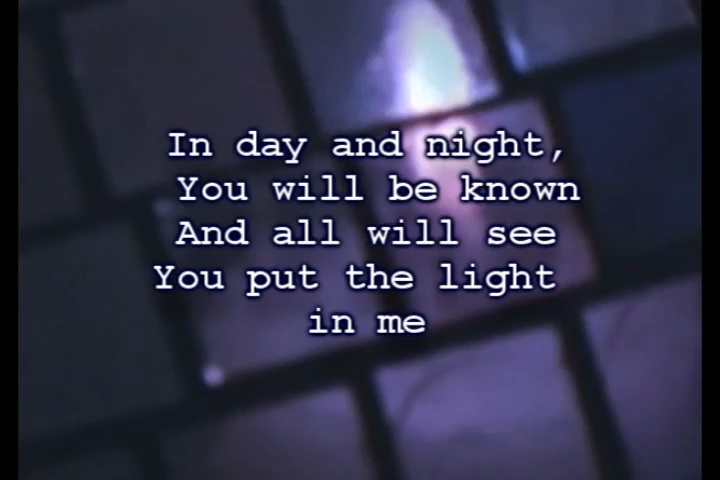 In day and night,
You will be known
And all will see
You put the light
in me